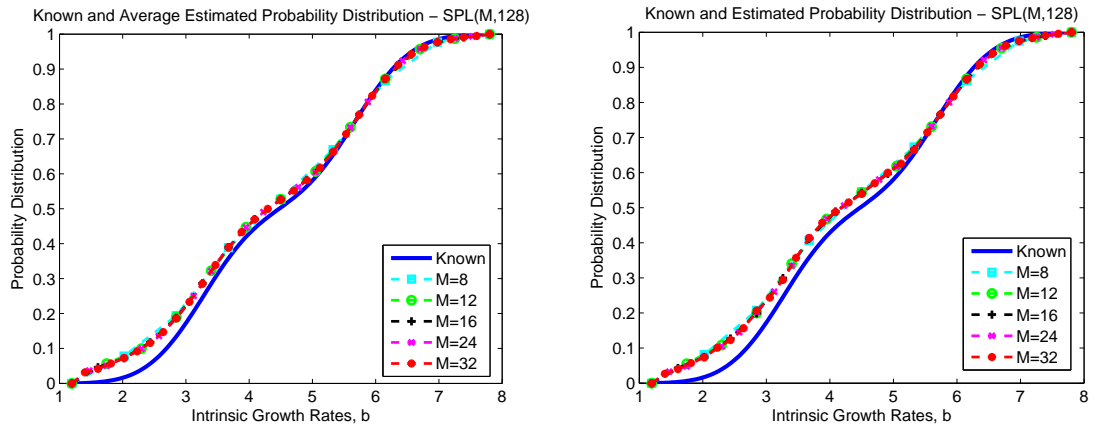 Known and Average Estimated Probability Distribution − SPL(M,128)
1
0.9
0.8
0.7
0.6
0.5
0.4
0.3
0.2
0.1
0
Probability Distribution
1 2 3 4 5 6 7 8
Intrinsic Growth Rates, b
Known
M=8
M=12
M=16
M=24
M=32
Known and Estimated Probability Distribution − SPL(M,128)
1
0.9
0.8
0.7
0.6
0.5
0.4
0.3
0.2
0.1
0
Probability Distribution
1 2 3 4 5 6 7 8
Intrinsic Growth Rates, b
Known
M=8
M=12
M=16
M=24
M=32